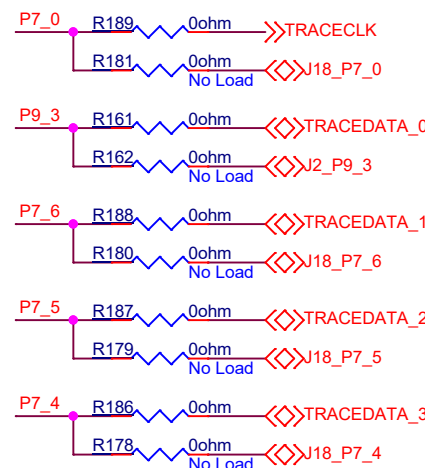 P7_0 R189 0ohm TRACECLK
R181 0ohm J18_P7_0
No Load
P9_3 R161 0ohm TRACEDATA_0
R162 0ohm J2_P9_3
No Load
P7_6 R188 0ohm TRACEDATA_1
R180 0ohm J18_P7_6
No Load
P7_5 R187 0ohm TRACEDATA_2
R179 0ohm J18_P7_5
No Load
P7_4 R186 0ohm TRACEDATA_3
R178 0ohm J18_P7_4
No Load